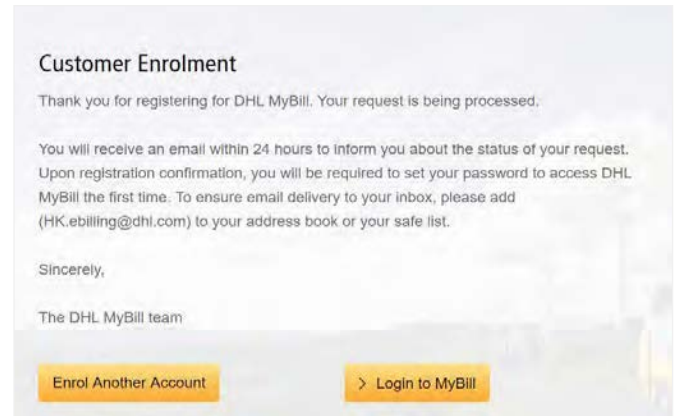 Customer Enrolment
Thank you for registering for DHL MyBill. Your request is being processed.
You will receive an email within 24 hours to inform you about the status of your request.
Upon registration confirmation, you will be required to set your password to access DHL
MyBill the first time. To ensure email delivery to your inbox, please add
(HK.ebilling@dhl.com) to your address book or your safe list.
Sincerely,
The DHL MyBill team
Enrol Another Account
> Login to MyBill